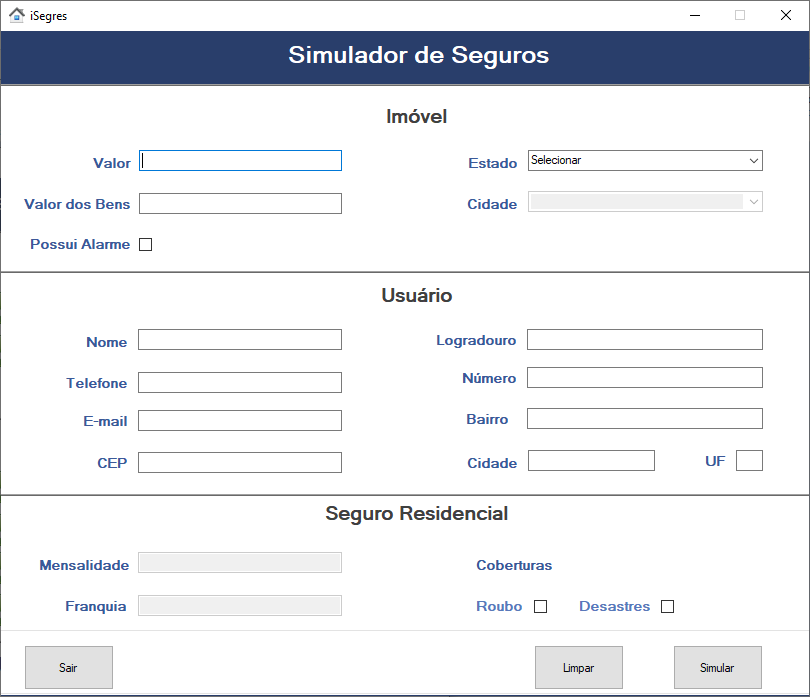 iSegres
Simulador de Seguros
Imóvel
Valor
Estado Selecionar
Valor dos Bens
Cidade
Possui Alarme
Usuário
Nome
Logradouro
Telefone
Número
E-mail
Bairro
CEP
Cidade
UF
Seguro Residencial
Mensalidade
Coberturas
Franquia
Roubo
Desastres
Sair
Limpar
Simular